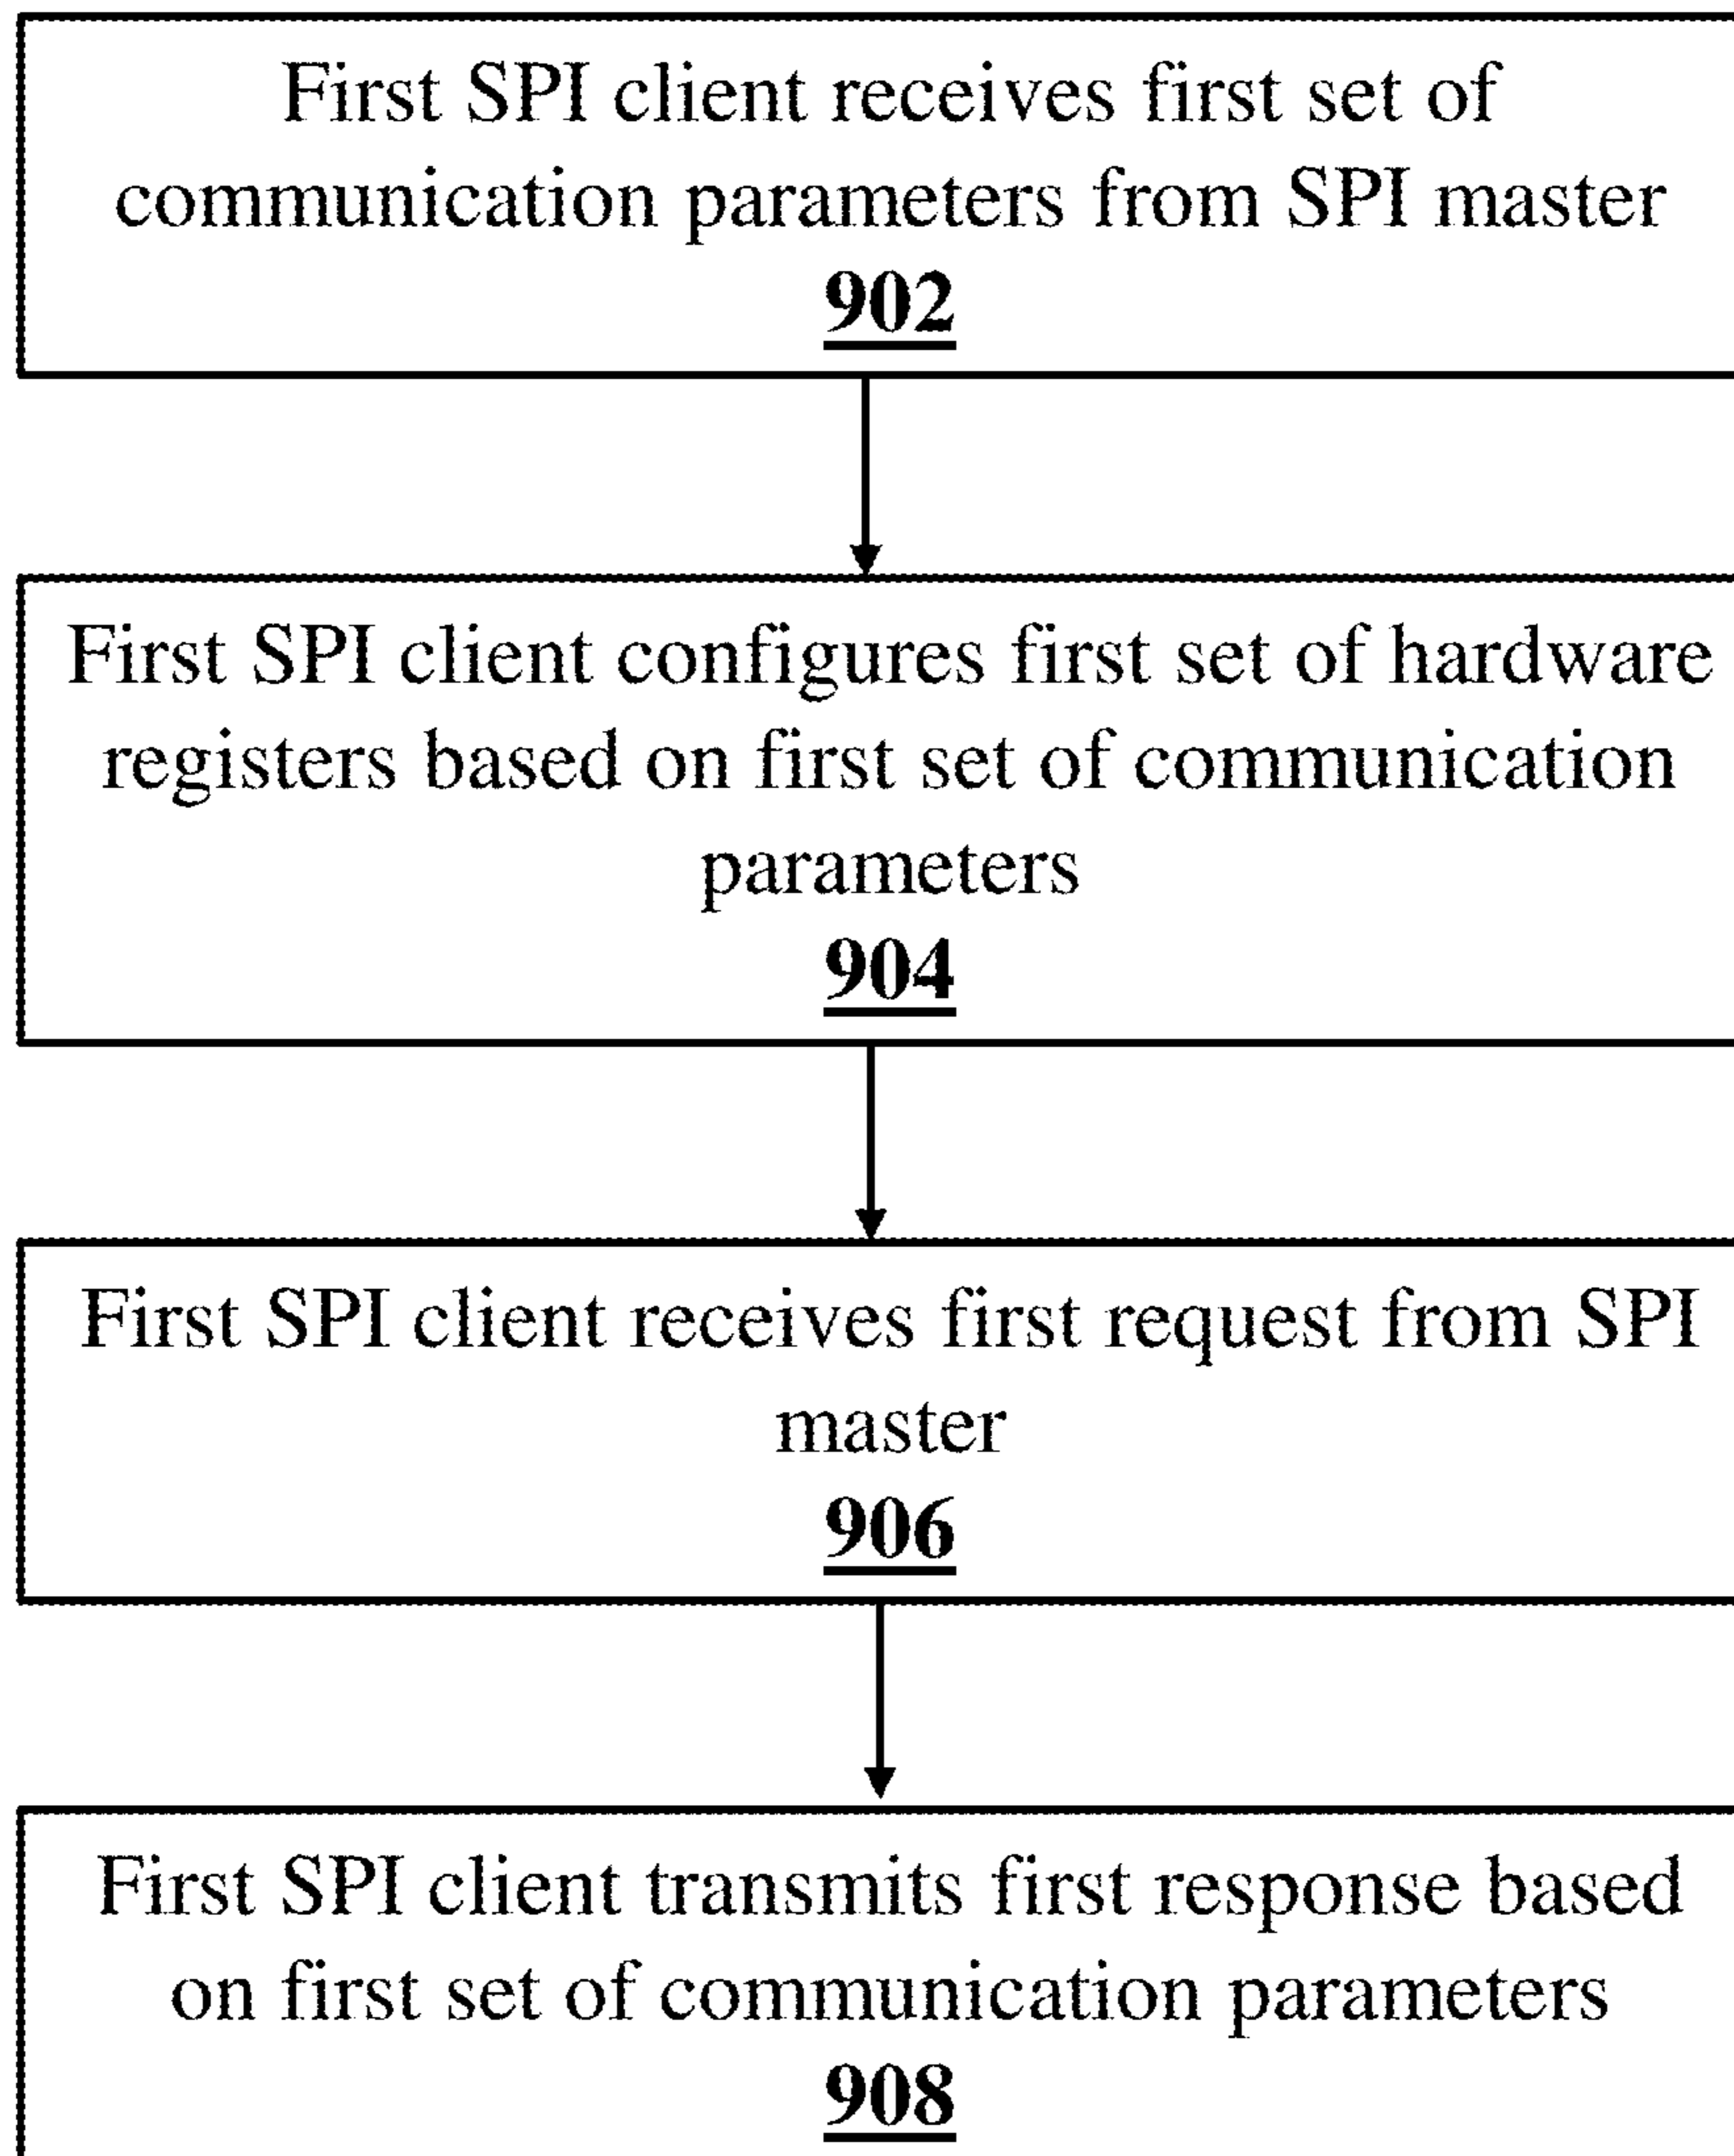 First SPI client receives first set of
communication parameters from SPI master
902
First SPI client configures first set of hardware
registers based on first set of communication
parameters
904
First SPI client receives first request from SPI
master
906
First SPI client transmits first response based
on first set of communication parameters
908